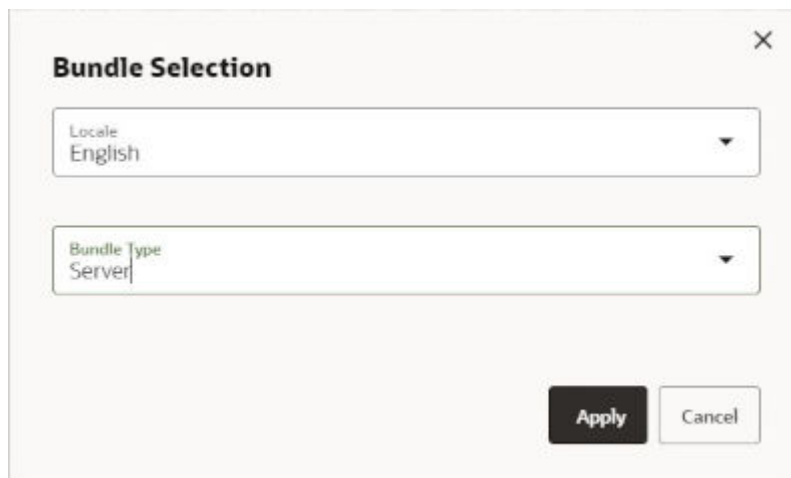 Bundle Selection
Locale
English
Bundle Type
Server
Apply
Cancel